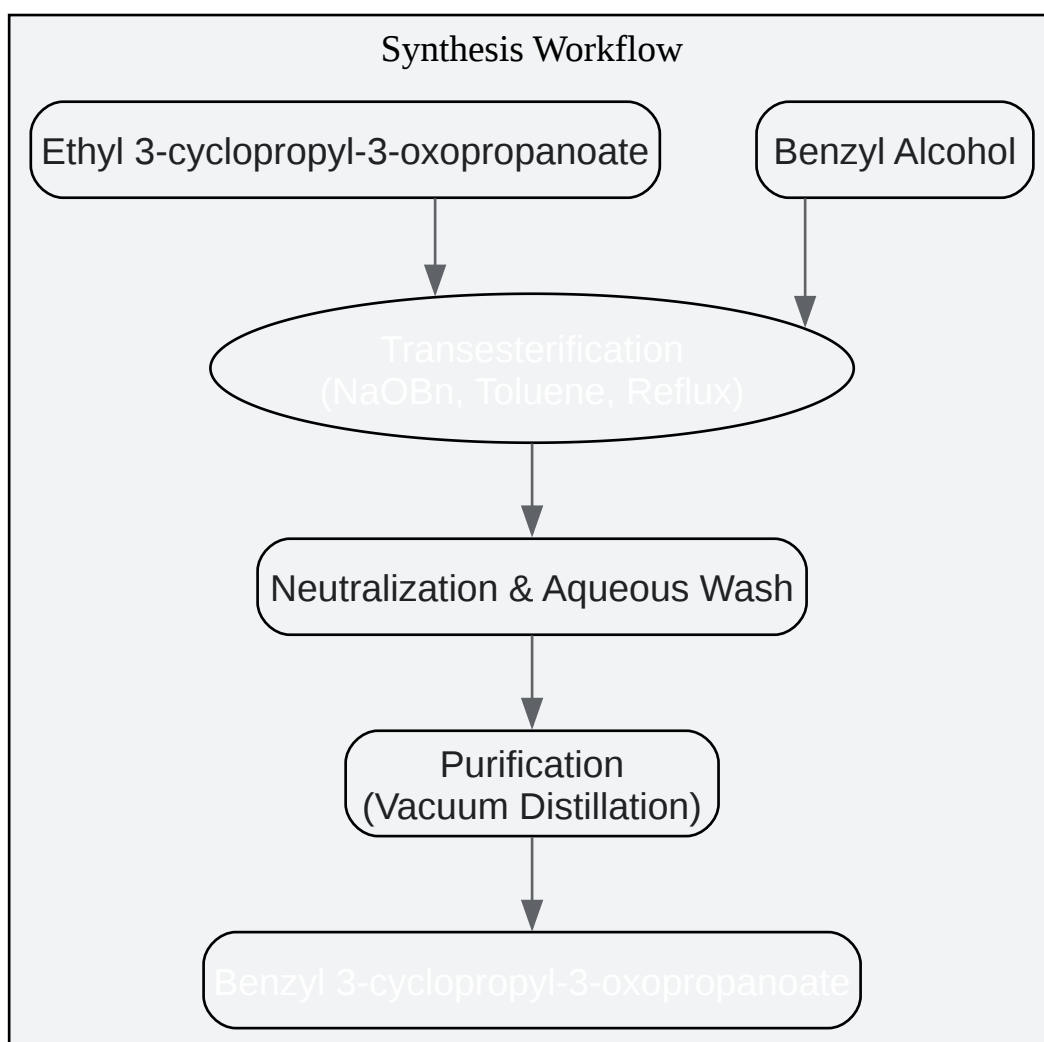 Synthesis Workflow
Ethyl 3-cyclopropyl-3-oxopropanoate
Benzyl Alcohol
Transesterification
(NaOBn, Toluene, Reflux)
Neutralization & Aqueous Wash
Purification
(Vacuum Distillation)
Benzyl 3-cyclopropyl-3-oxopropanoate